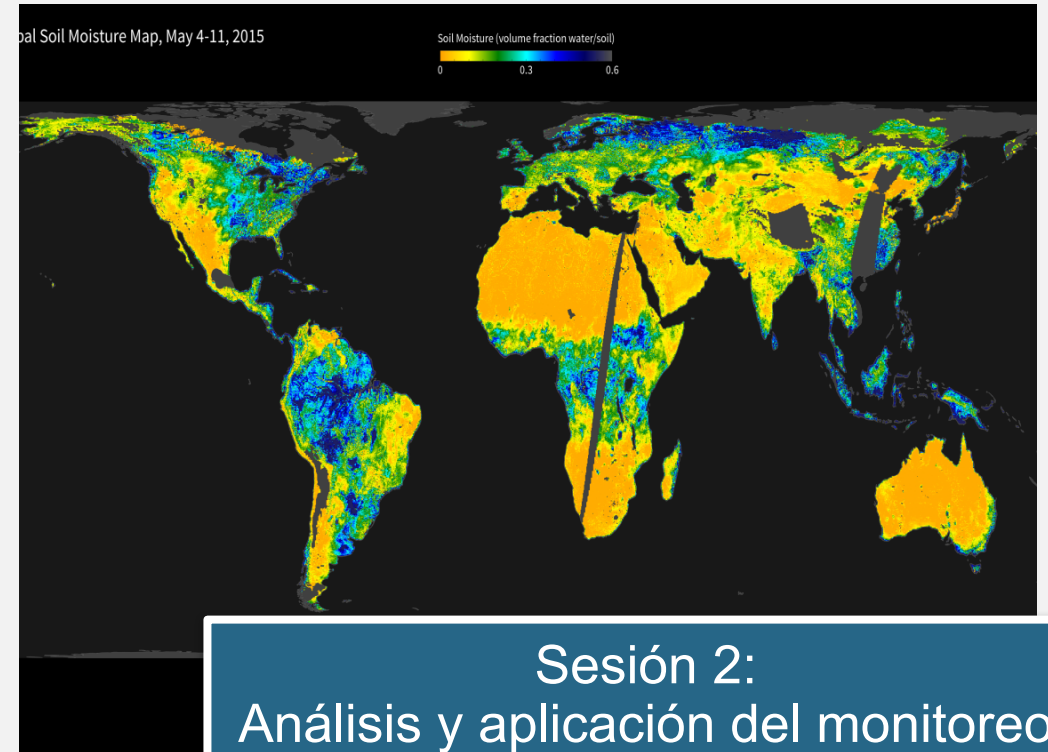 bal Soil Moisture Map, May 4-11, 2015
Soil Moisture (volume fraction water/soil)
0 0.3 0.6
Sesión 2:
Análisis y aplicación del monitoreo